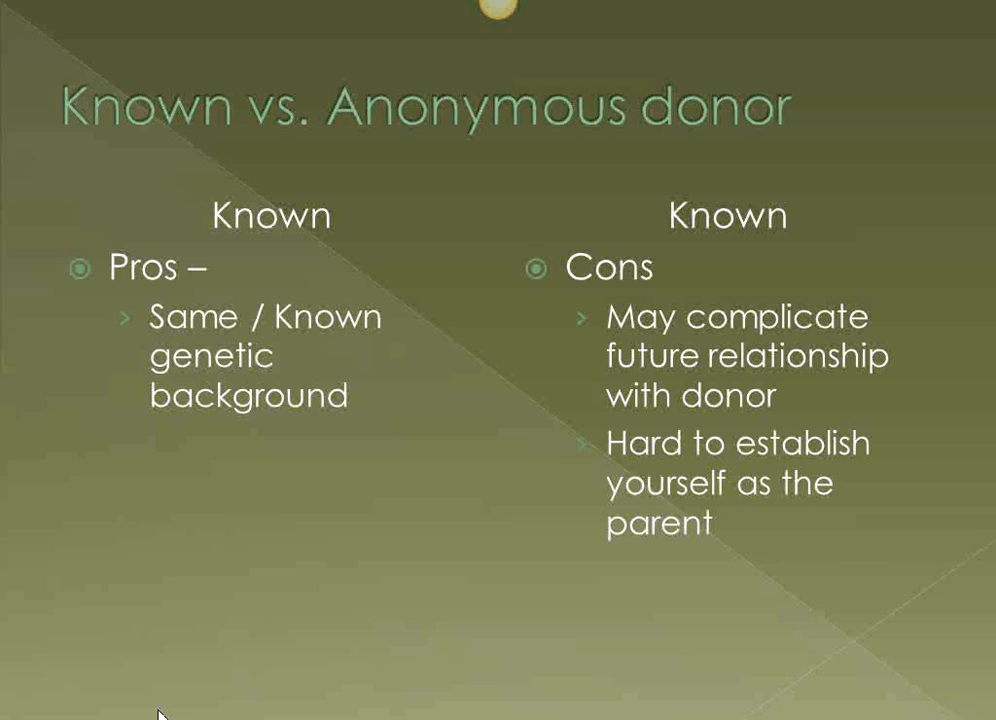 Known vs. Anonymous donor
Known
Pros –
Same / Known
genetic
background
Known
Cons
May complicate
future relationship
with donor
Hard to establish
yourself as the
parent